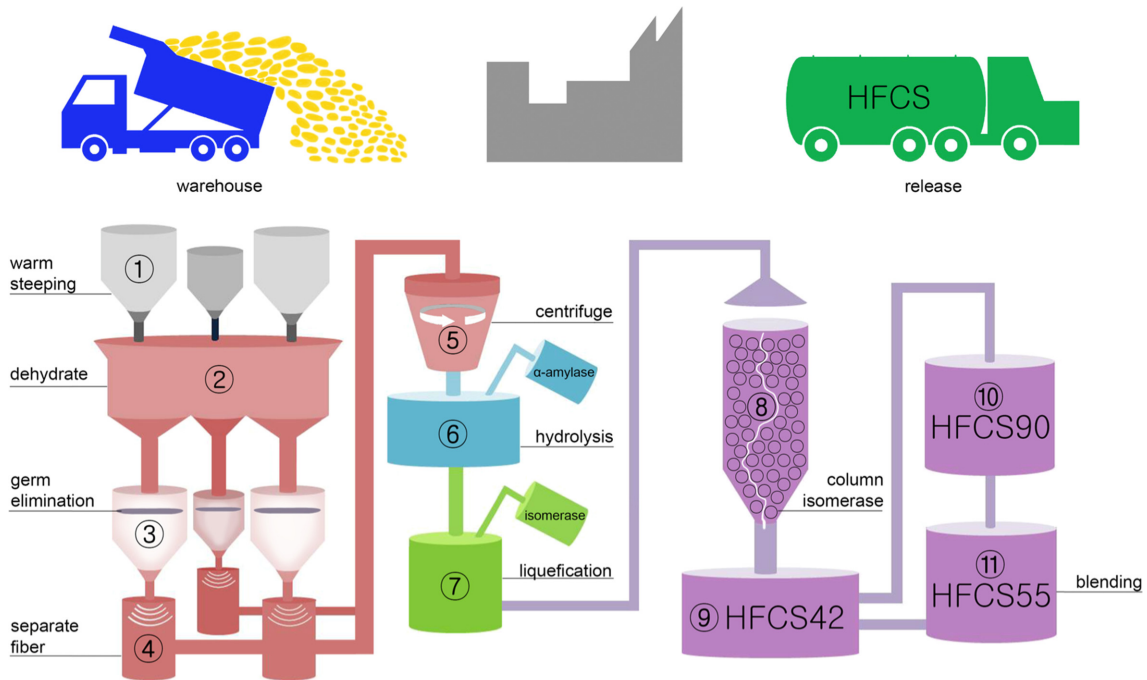 HFCS
warehouse
release
warm
steeping
①
dehydrate
②
germ
elimination
③
separate
fiber
④
centrifuge
⑤
α-amylase
⑥
hydrolysis
isomerase
⑦
liquefication
⑧
column
isomerase
⑨ HFCS42
⑩
HFCS90
⑪
HFCS55
blending